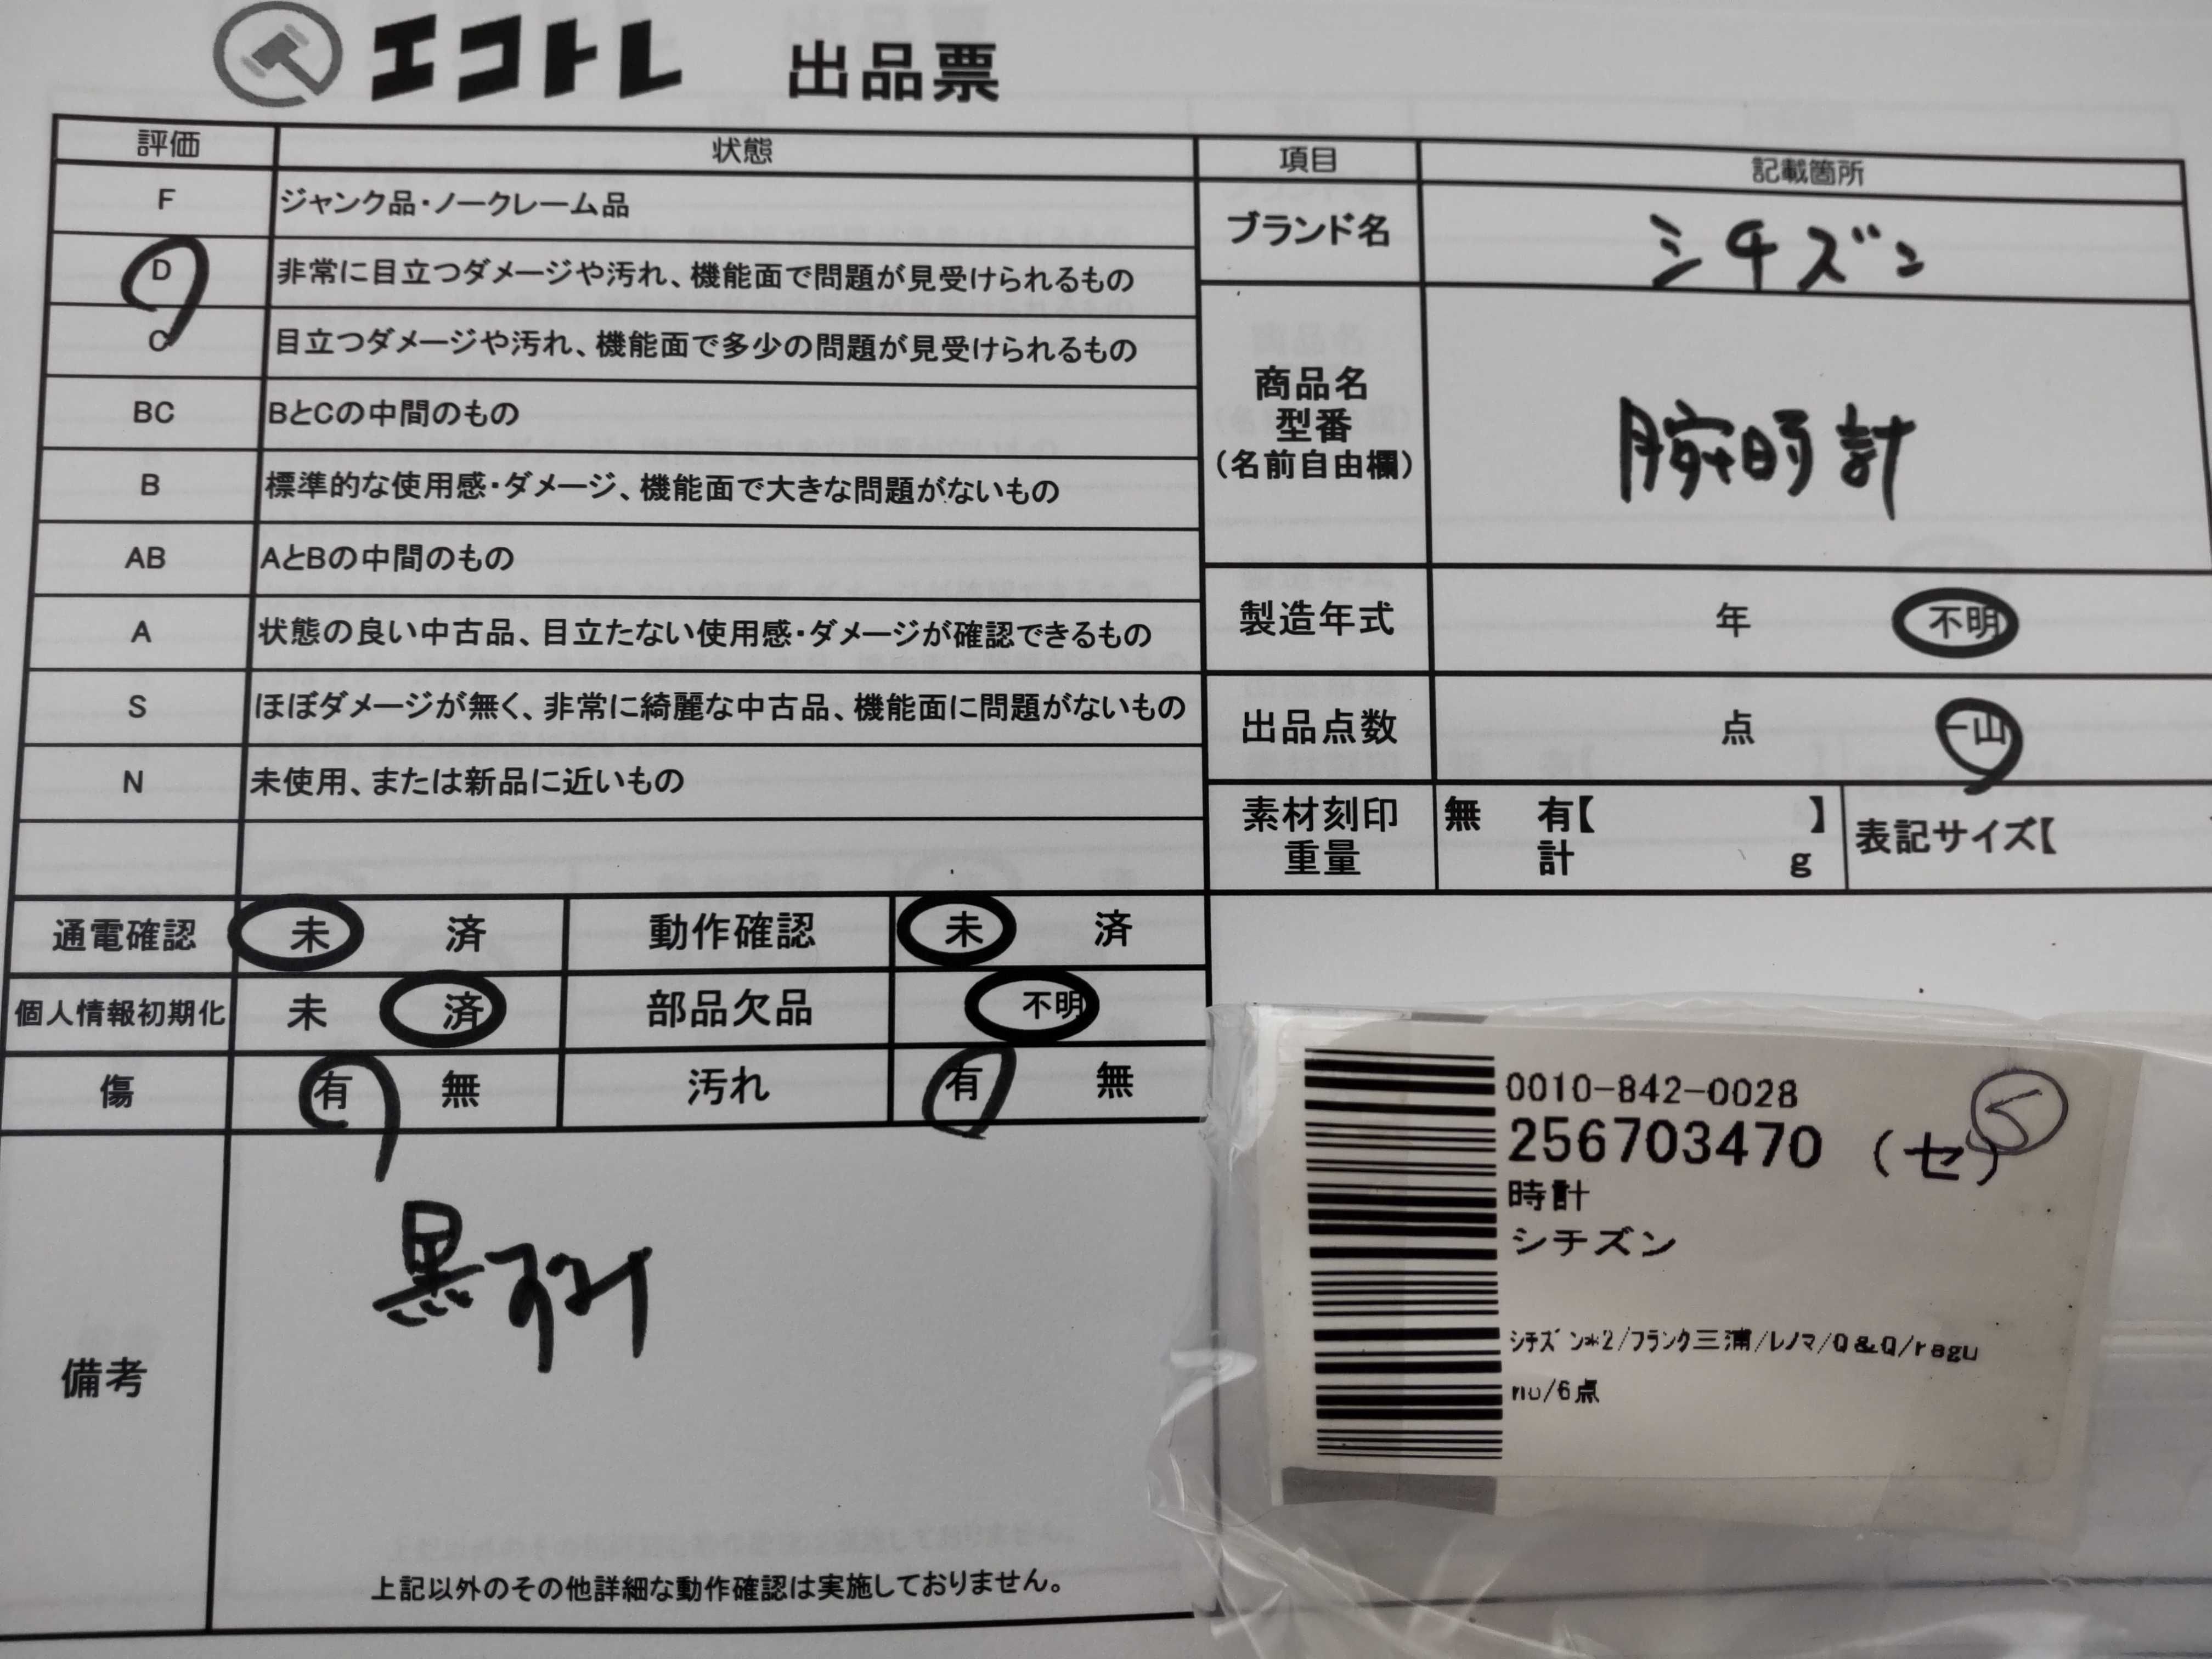 エコトレ 出品票
評価 状態
F ジャンク品・ノークレーム品
D 非常に目立つダメージや汚れ、機能面で問題が見受けられるもの
C 目立つダメージや汚れ、機能面で多少の問題が見受けられるもの
BC BとCの中間のもの
B 標準的な使用感・ダメージ、機能面で大きな問題がないもの
AB AとBの中間のもの
A 状態の良い中古品、目立たない使用感・ダメージが確認できるもの
S ほぼダメージが無く、非常に綺麗な中古品、機能面に問題がないもの
N 未使用、または新品に近いもの
項目 記載箇所
ブランド名 シチズン
商品名
型番
(名前自由欄)
腕時計
製造年式 年 不明
出品点数 点 一山
素材刻印 無 有【 】
重量 計 g
表記サイズ【
通電確認 未 済 動作確認 未 済
個人情報初期化 未 済 部品欠品 不明
傷 有 無 汚れ 有 無
備考
黒
上記以外のその他詳細な動作確認は実施しておりません。
0010-842-0028
256703470 (セ) 5
時計
シチズン
シチズン*2/フランク三浦/レノマ/Q&Q/regu
no/6点